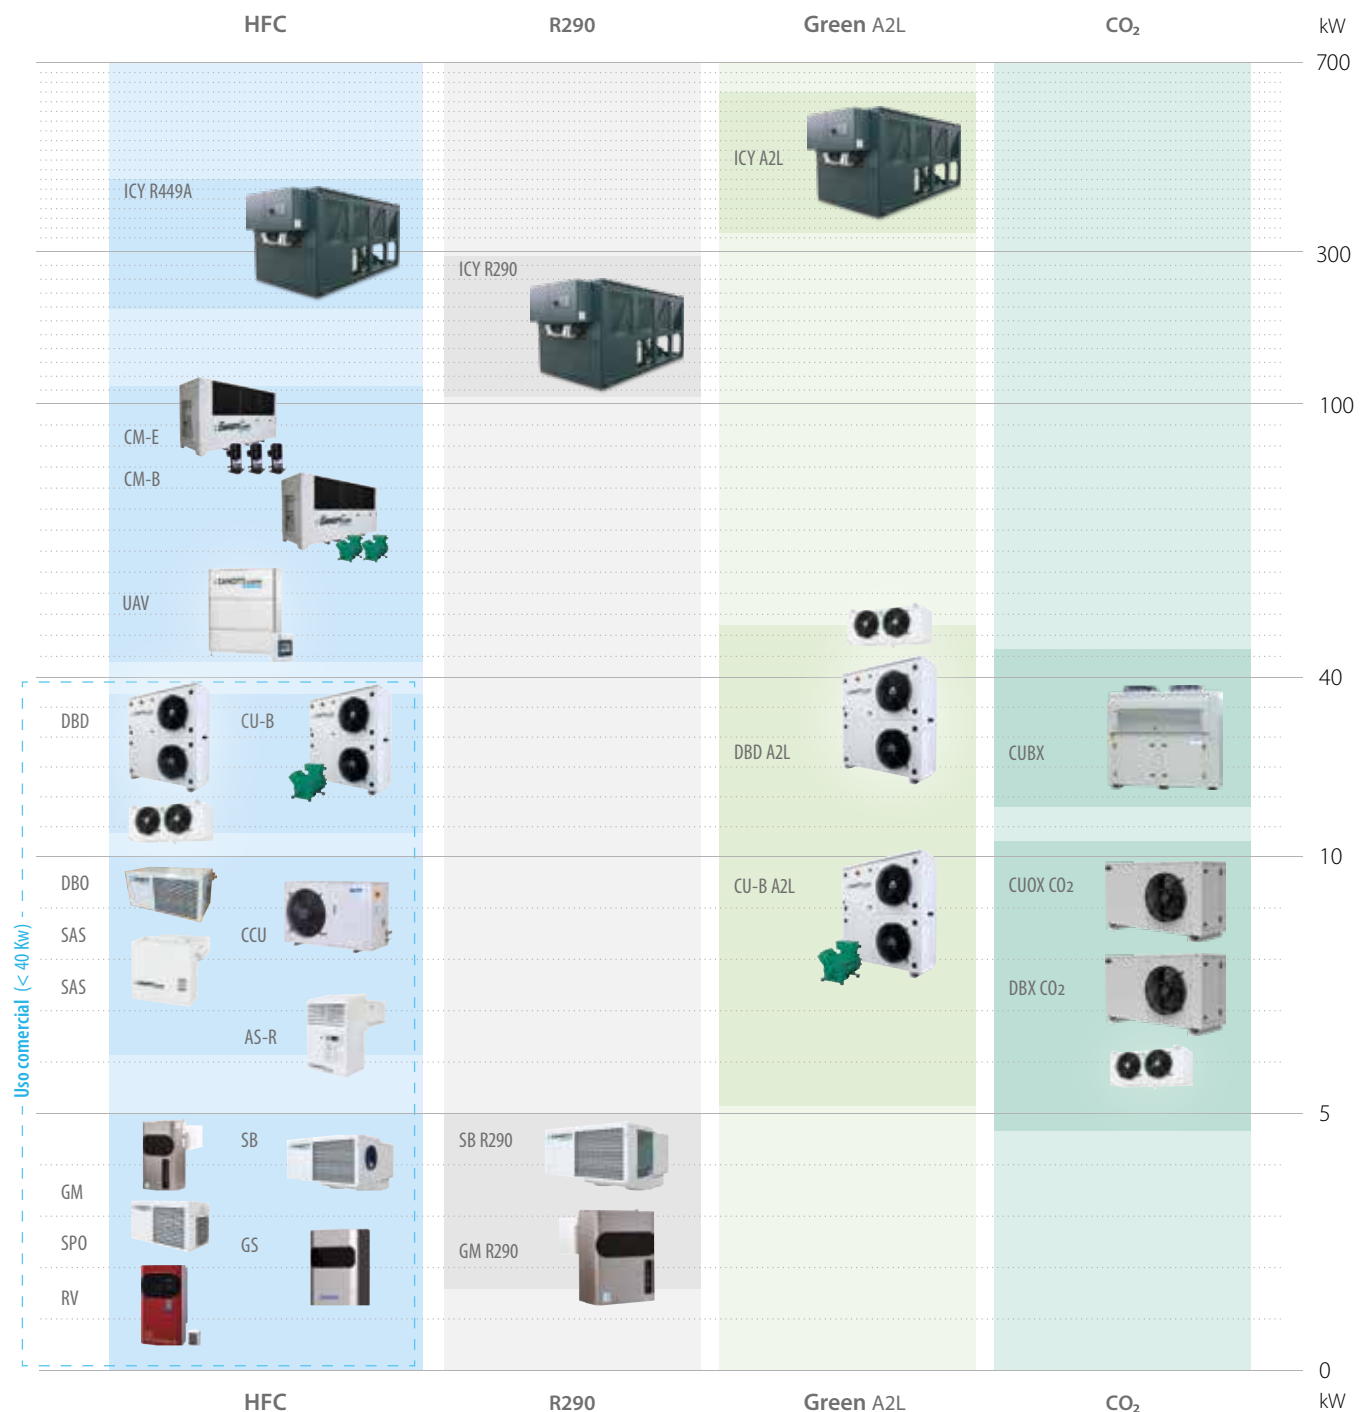 HFC R290 Green A2L CO₂ kW
700
ICY A2L
ICY R449A
300
ICY R290
100
CM-E
CM-B
UAV
40
DBD CU-B DBD A2L CUBX
10
DBO CU-B A2L CUOX CO2
SAS CCU
SAS DBX CO2
AS-R
Uso comercial (< 40 Kw)
5
SB SB R290
GM
SPO GS GM R290
RV
0
HFC R290 Green A2L CO₂ kW